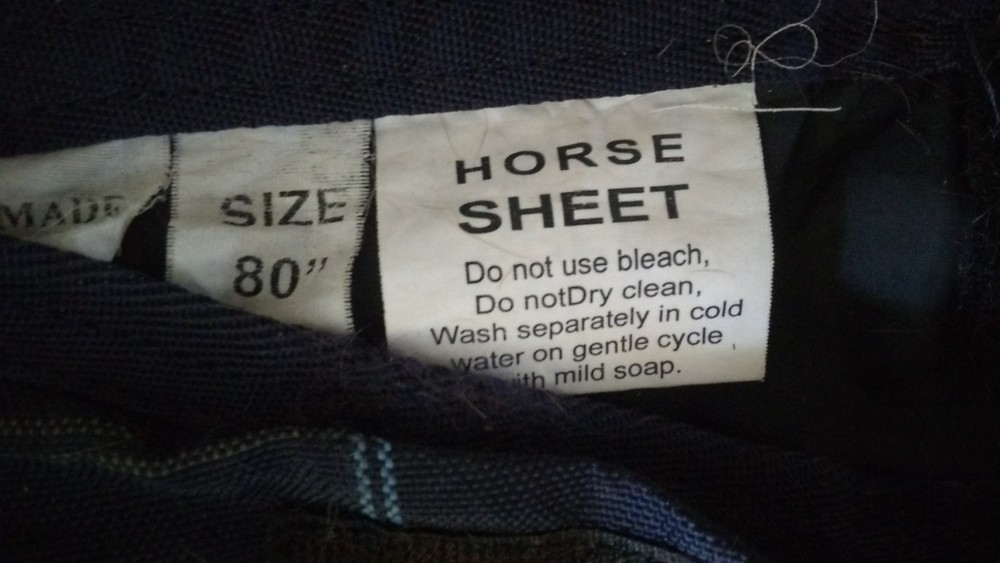 MADE
SIZE
80”
HORSE
SHEET
Do not use bleach,
Do notDry clean,
Wash separately in cold
water on gentle cycle ,
with mild soap.